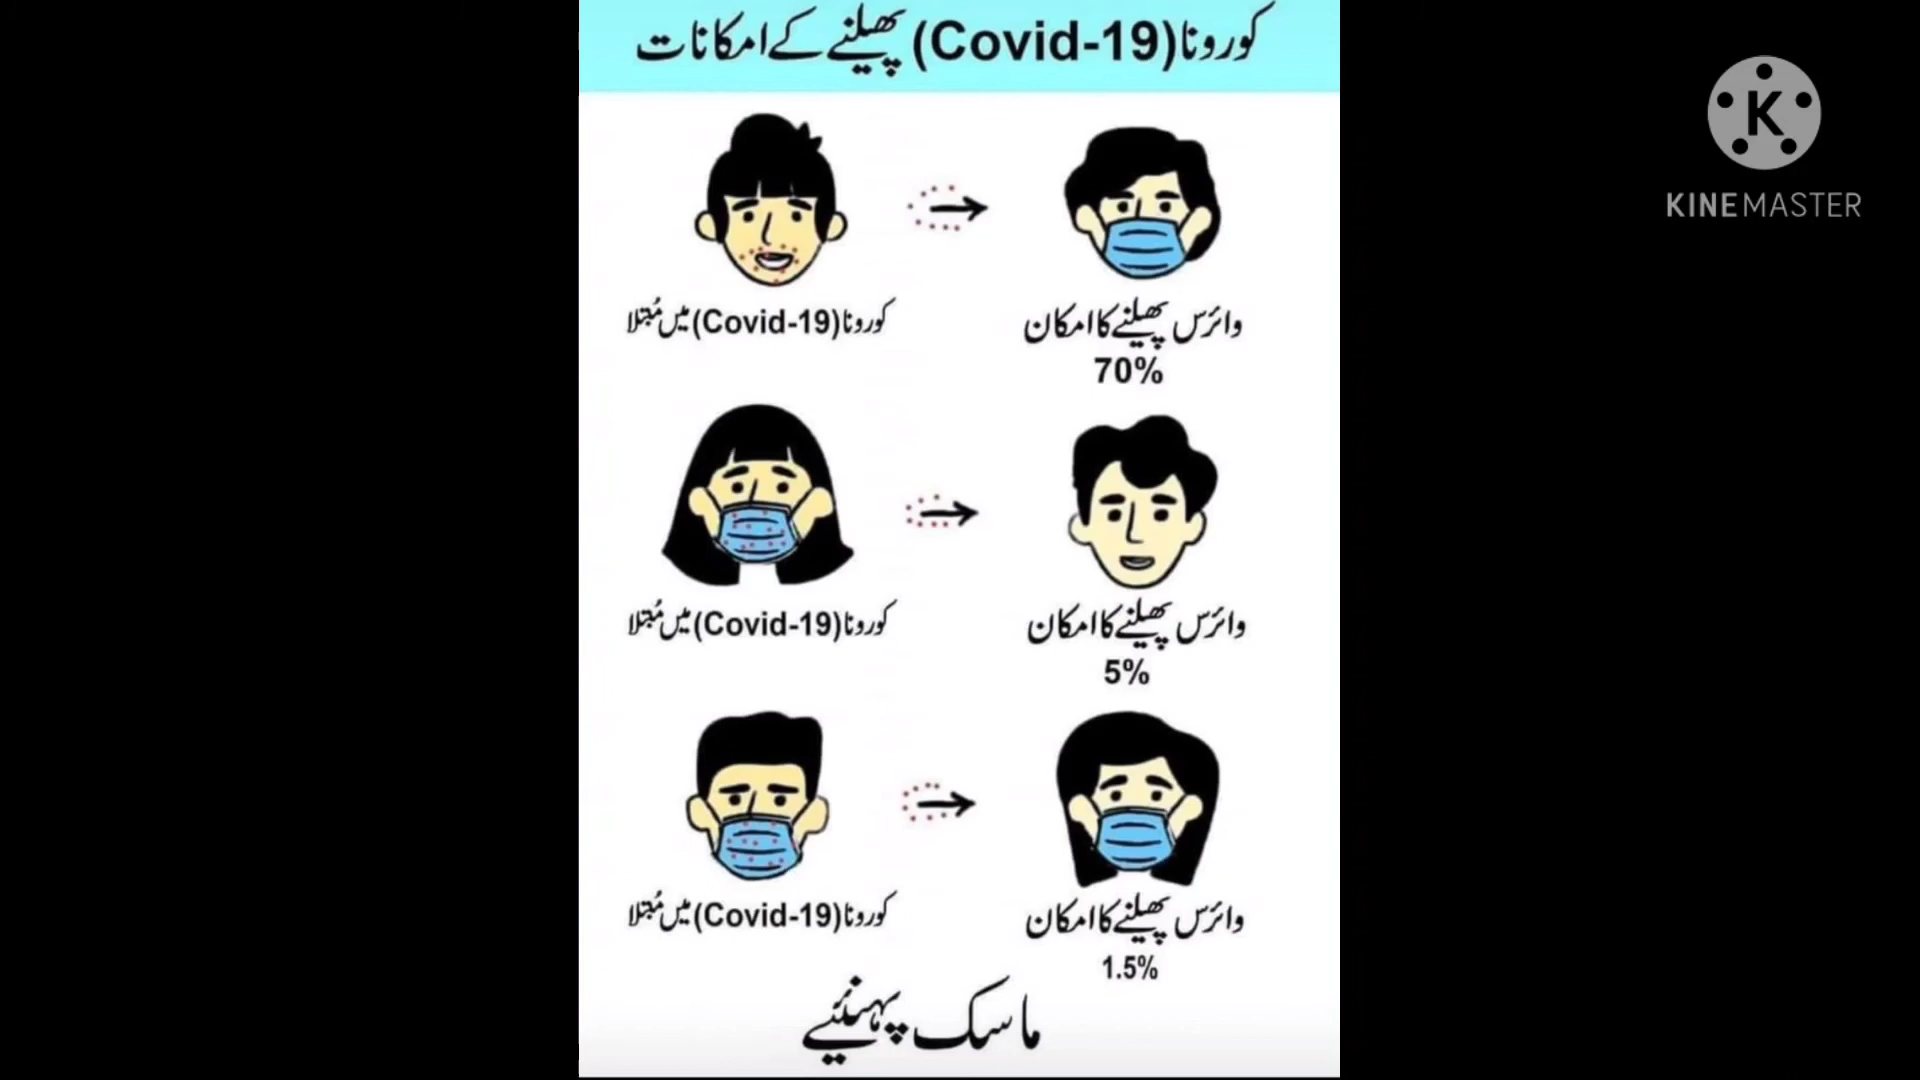 کورونا(Covid-19) پھیلنے کے امکانات
KINEMASTER
کورونا(Covid-19) میں مُبتلا
وائرس پھیلنے کا امکان
70%
کورونا(Covid-19) میں مُبتلا
وائرس پھیلنے کا امکان
5%
کورونا(Covid-19) میں مُبتلا
وائرس پھیلنے کا امکان
1.5%
ماسک پہنئیے